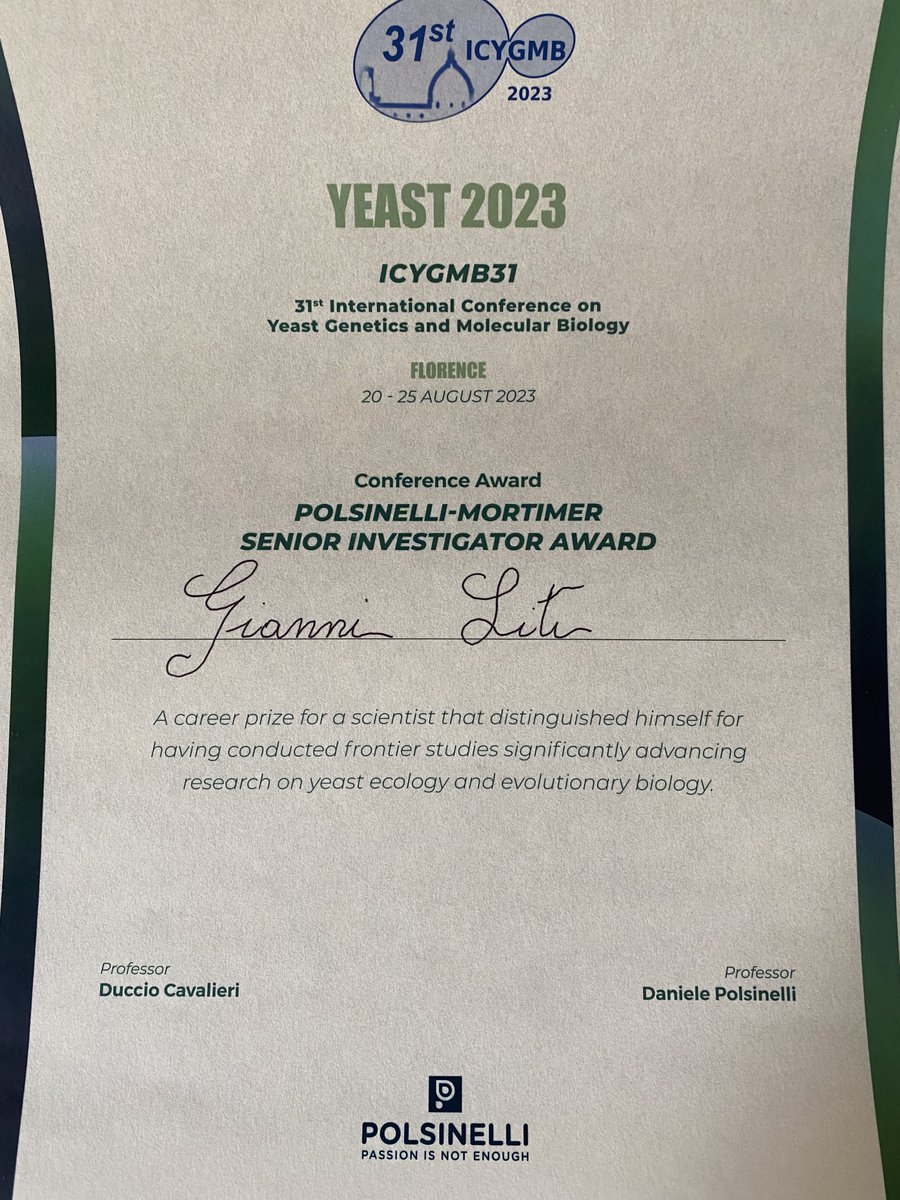 31st ICYGMB
2023
YEAST 2023
ICYGMB31
31st International Conference on
Yeast Genetics and Molecular Biology
FLORENCE
20 - 25 AUGUST 2023
Conference Award
POLSINELLI-MORTIMER
SENIOR INVESTIGATOR AWARD
Gianni Liti
A career prize for a scientist that distinguished himself for
having conducted frontier studies significantly advancing
research on yeast ecology and evolutionary biology.
Professor
Duccio Cavalieri
Professor
Daniele Polsinelli
POLSINELLI
PASSION IS NOT ENOUGH